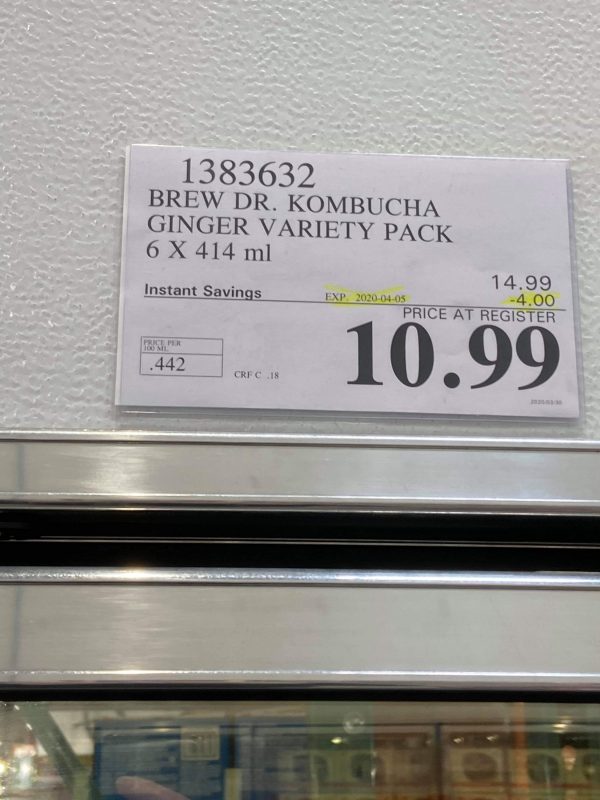 1383632
BREW DR. KOMBUCHA
GINGER VARIETY PACK
6 X 414 ml
14.99
Instant Savings EXP. 2020-04-05 -4.00
PRICE AT REGISTER
10.99
PRICE PER
100 ML.
.442
CRF C .18
2020/03/30